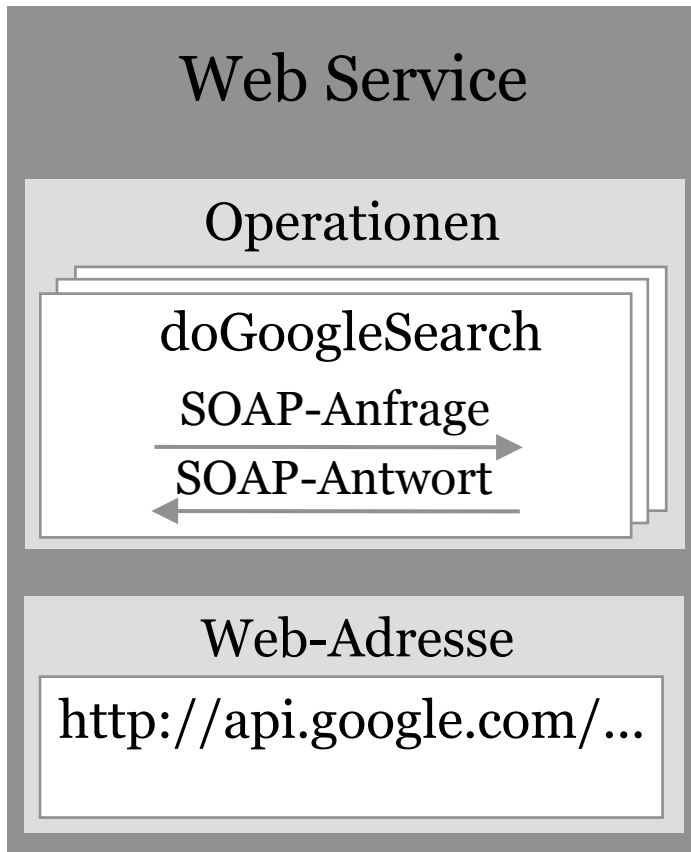 Web Service
Operationen
doGoogleSearch
SOAP-Anfrage
SOAP-Antwort
Web-Adresse
http://api.google.com/...